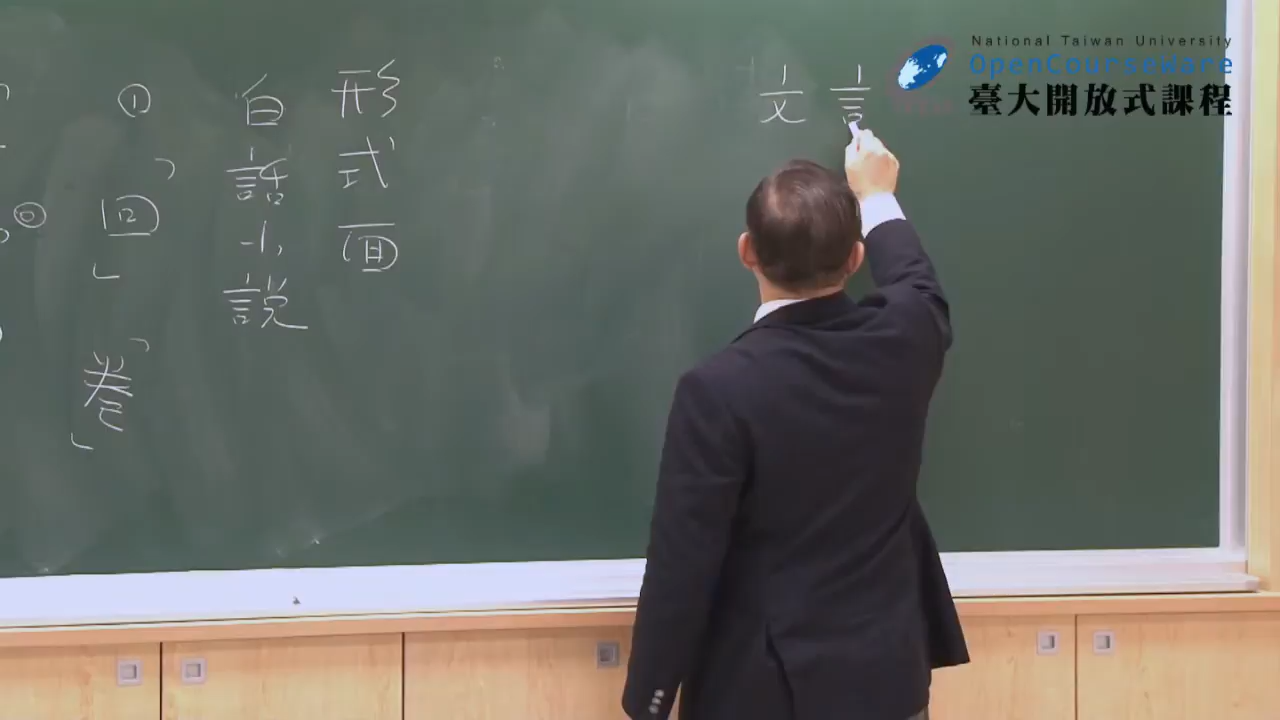 National Taiwan University
OpenCourseWare
臺大開放式課程
文言
形式面
白話小說
①「回」「卷」